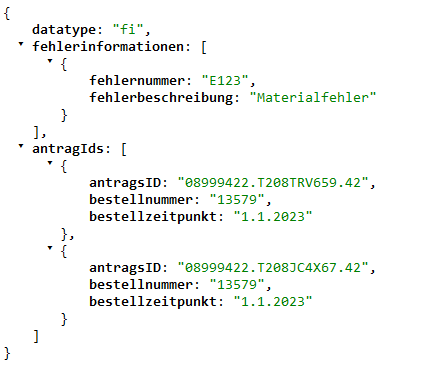 {
datatype: "fi",
fehlerinformationen: [
{
fehlernummer: "E123",
fehlerbeschreibung: "Materialfehler"
}
],
antragIds: [
{
antragsID: "08999422.T208TRV659.42",
bestellnummer: "13579",
bestellzeitpunkt: "1.1.2023"
},
{
antragsID: "08999422.T208JC4X67.42",
bestellnummer: "13579",
bestellzeitpunkt: "1.1.2023"
}
]
}